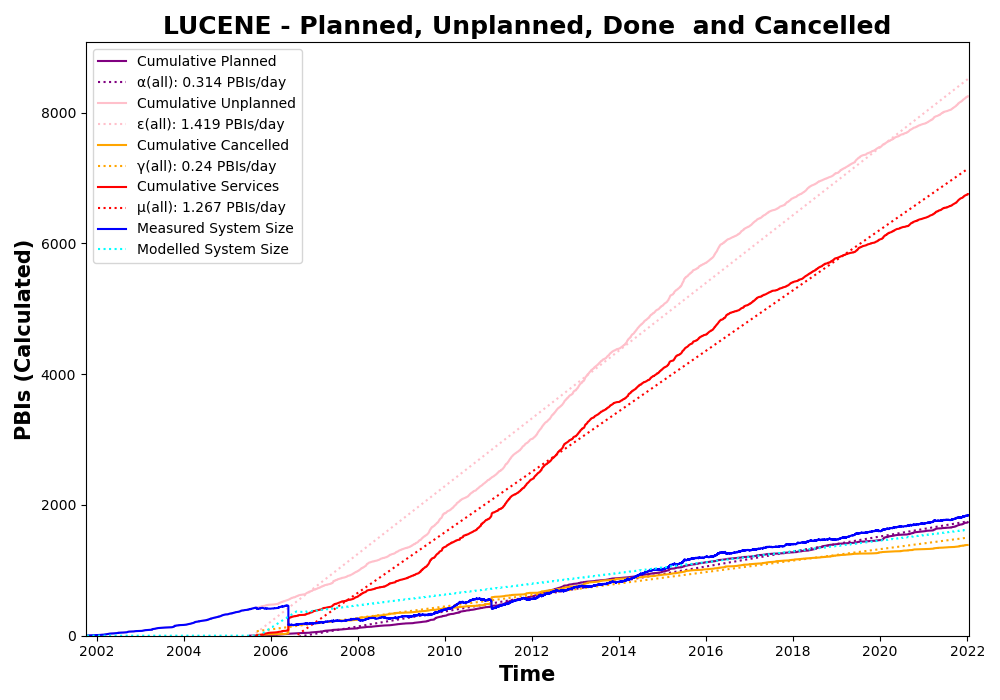 LUCENE - Planned, Unplanned, Done  and Cancelled
Cumulative Planned
α(all): 0.314 PBIs/day
Cumulative Unplanned
ε(all): 1.419 PBIs/day
Cumulative Cancelled
γ(all): 0.24 PBIs/day
Cumulative Services
μ(all): 1.267 PBIs/day
Measured System Size
Modelled System Size
PBIs (Calculated)
8000
6000
4000
2000
0
2002 2004 2006 2008 2010 2012 2014 2016 2018 2020 2022
Time